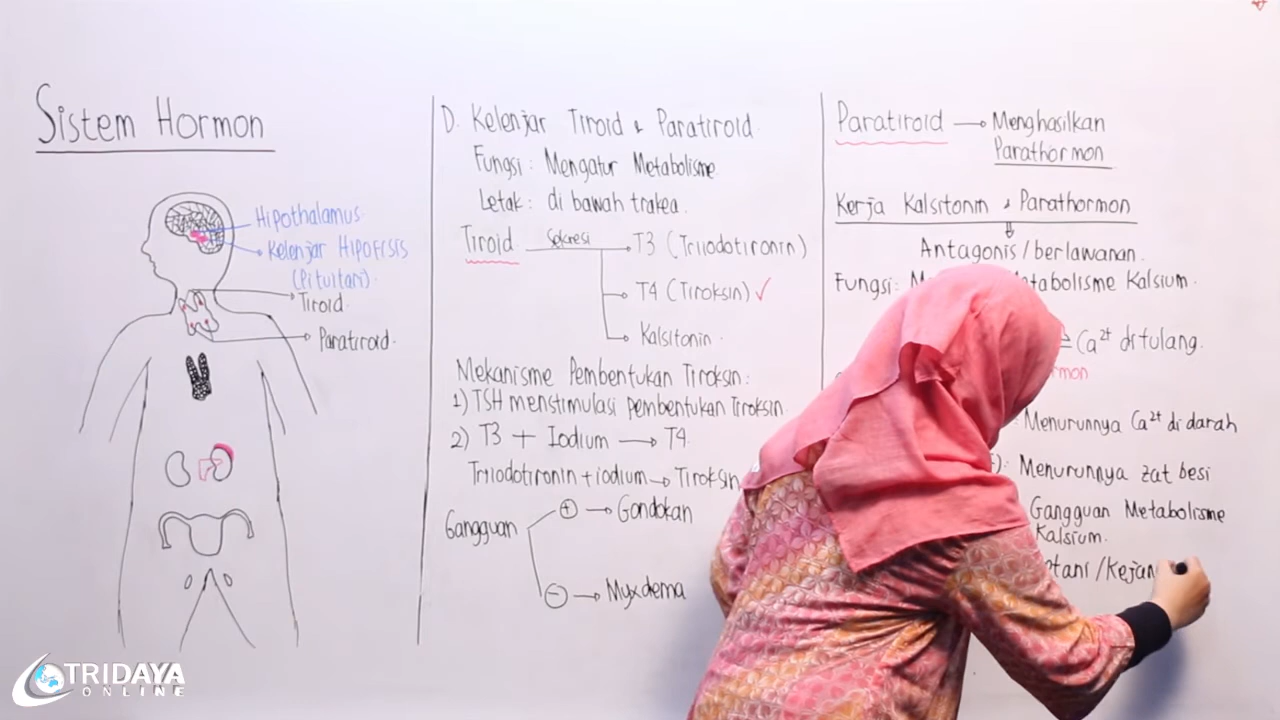 Sistem Hormon
Hipothalamus
Kelenjar Hipofisis
(Pituitari)
Tiroid
Paratiroid
D. Kelenjar Tiroid & Paratiroid
Fungsi: Mengatur Metabolisme
Letak: di bawah trakea.
Tiroid Sekresi T3 (Triiodotironin)
T4 (Tiroksin) ✓
Kalsitonin
Mekanisme Pembentukan Tiroksin:
1) TSH menstimulasi pembentukan Tiroksin.
2) T3 + Iodium → T4
Triiodotronin + iodium → Tiroksin
Gangguan
+ → Gondokan
- → Myxdema
Paratiroid → Menghasilkan
Parathormon
Kerja Kalsitonin & Parathormon
Antagonis / berlawanan.
Fungsi: Metabolisme Kalsium.
Ca²⁺ di tulang.
Menurunnya Ca²⁺ di darah
Menurunnya zat besi
Gangguan Metabolisme
Kalsium.
/Kejan
TRIDAYA
ONLINE